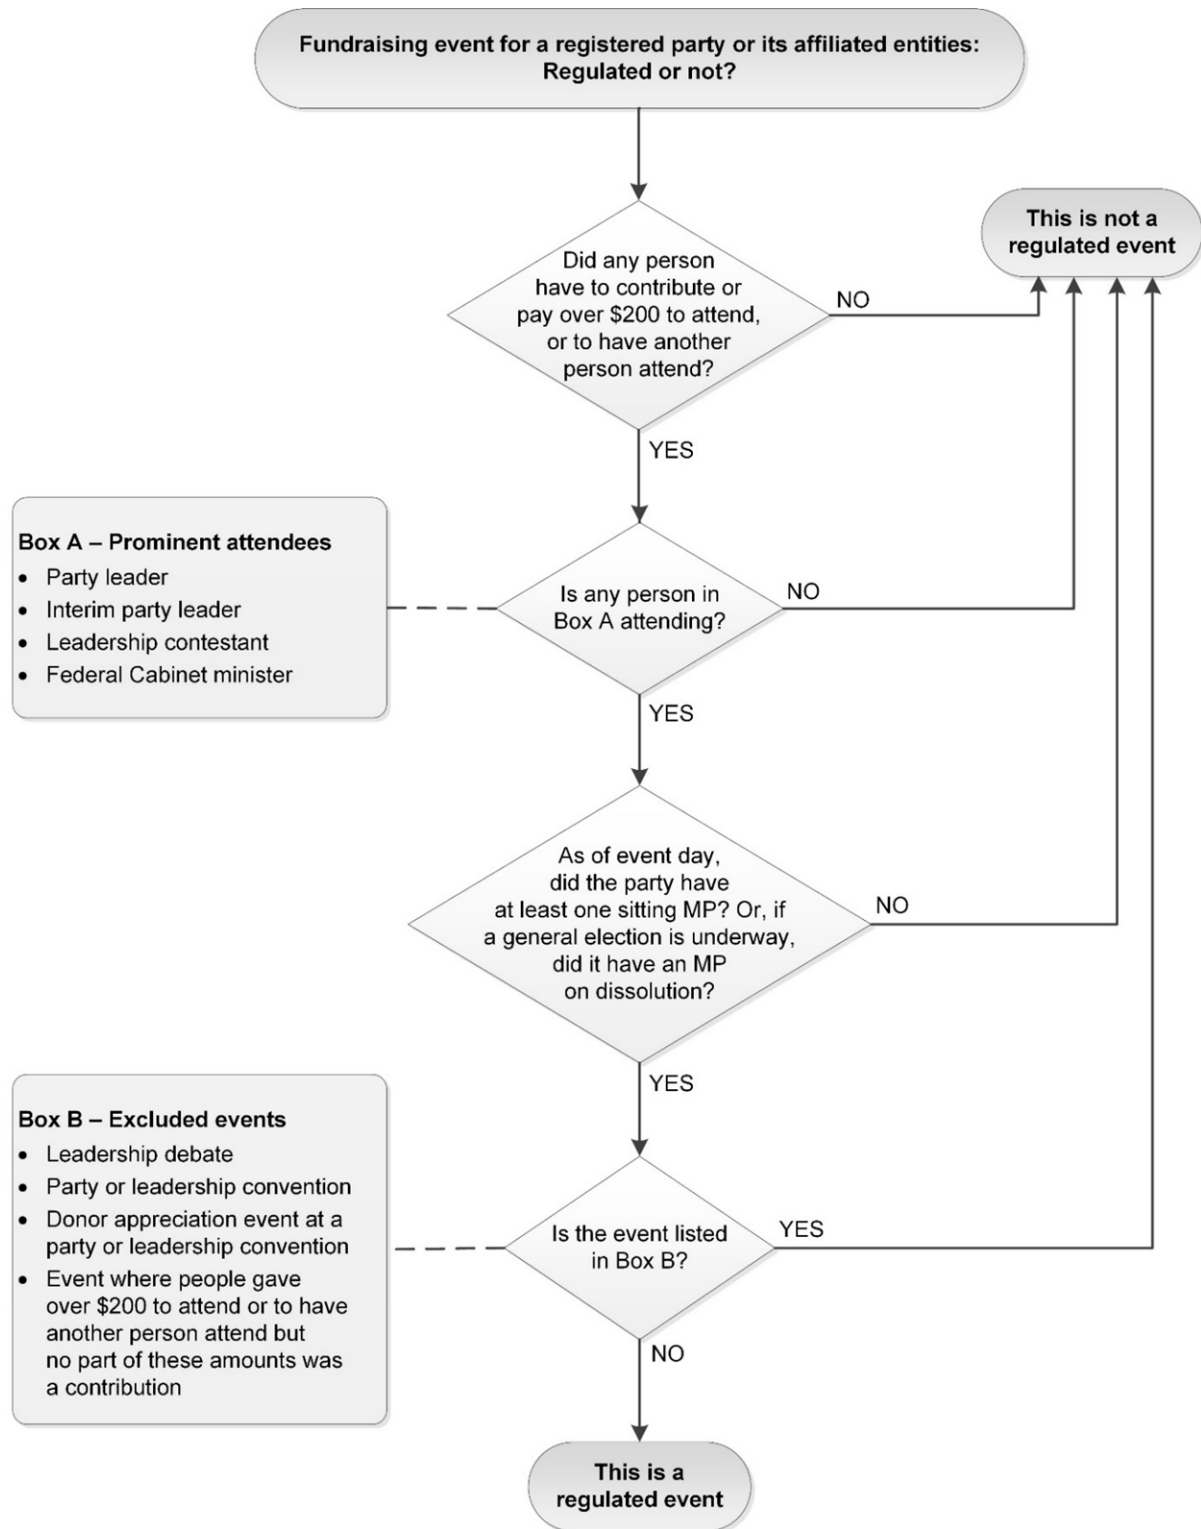 Fundraising event for a registered party or its affiliated entities:
Regulated or not?
This is not a
regulated event
Did any person
have to contribute or
pay over $200 to attend,
or to have another
person attend?
NO
YES
Box A – Prominent attendees
• Party leader
• Interim party leader
• Leadership contestant
• Federal Cabinet minister
Is any person in
Box A attending?
NO
YES
As of event day,
did the party have
at least one sitting MP? Or, if
a general election is underway,
did it have an MP
on dissolution?
NO
YES
Box B – Excluded events
• Leadership debate
• Party or leadership convention
• Donor appreciation event at a
party or leadership convention
• Event where people gave
over $200 to attend or to have
another person attend but
no part of these amounts was
a contribution
Is the event listed
in Box B?
YES
NO
This is a
regulated event